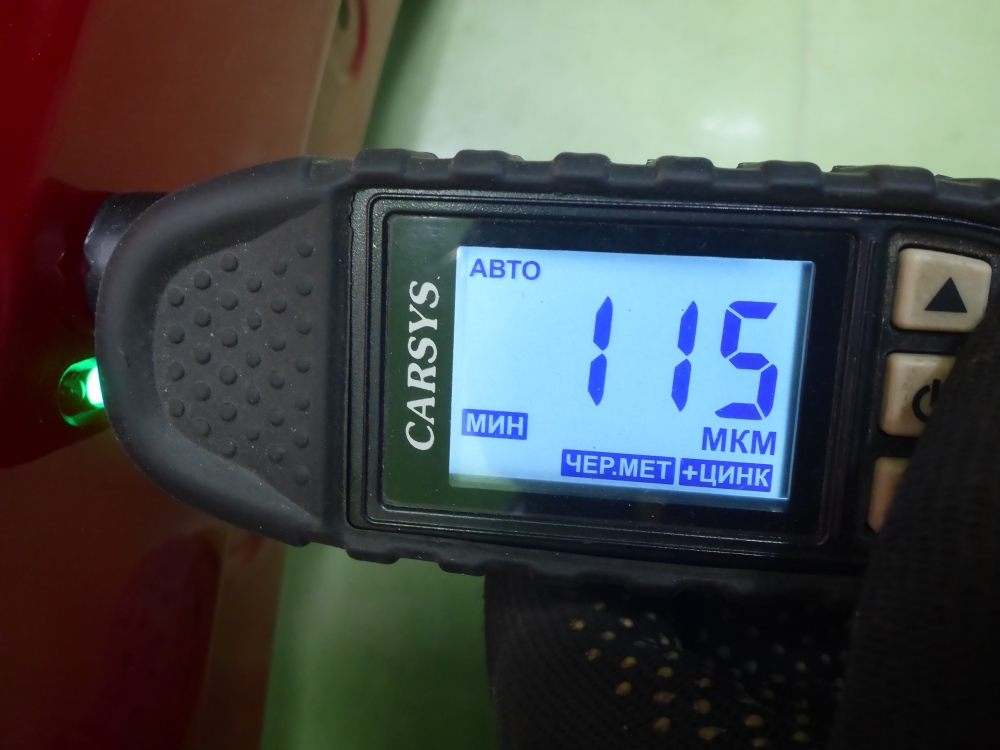 CARSYS
АВТО
115
МИН
МКМ
ЧЕР.МЕТ +ЦИНК